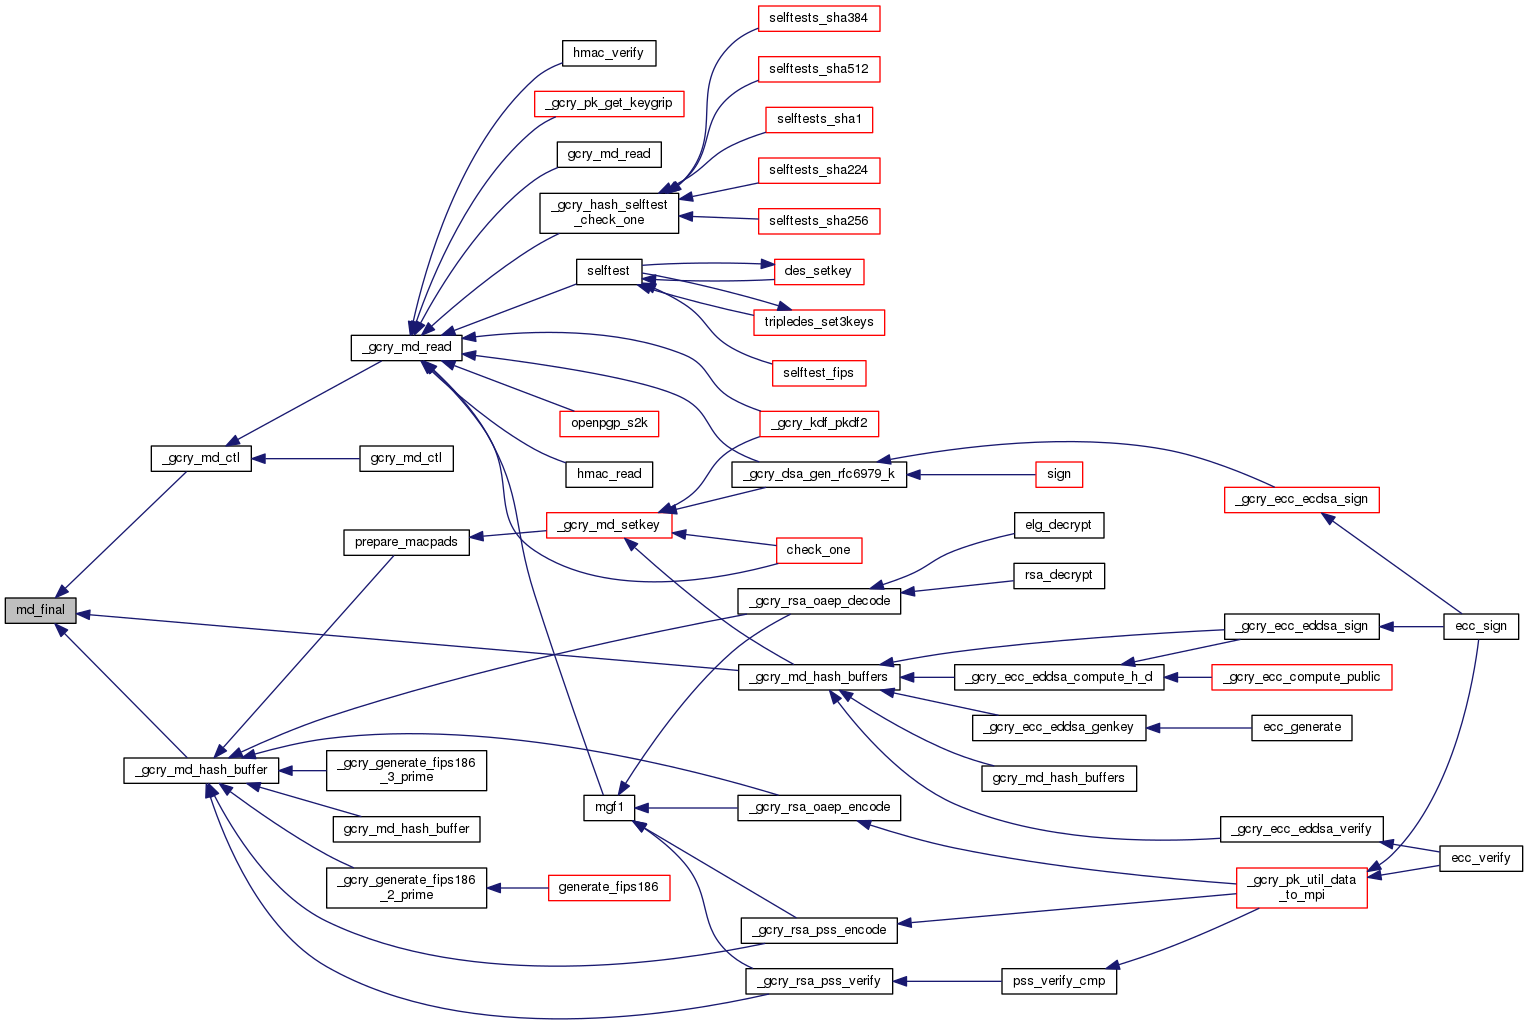 selftests_sha384
hmac_verify
selftests_sha512
_gcry_pk_get_keygrip
selftests_sha1
gcry_md_read
selftests_sha224
_gcry_hash_selftest
_check_one
selftests_sha256
selftest
des_setkey
tripledes_set3keys
_gcry_md_read
selftest_fips
openpgp_s2k
_gcry_kdf_pkdf2
_gcry_md_ctl
gcry_md_ctl
hmac_read
_gcry_dsa_gen_rfc6979_k
sign
_gcry_ecc_ecdsa_sign
_gcry_md_setkey
elg_decrypt
prepare_macpads
check_one
rsa_decrypt
md_final
_gcry_rsa_oaep_decode
_gcry_ecc_eddsa_sign
ecc_sign
_gcry_md_hash_buffers
_gcry_ecc_eddsa_compute_h_d
_gcry_ecc_compute_public
_gcry_ecc_eddsa_genkey
ecc_generate
_gcry_md_hash_buffer
_gcry_generate_fips186
_3_prime
gcry_md_hash_buffers
mgf1
_gcry_rsa_oaep_encode
gcry_md_hash_buffer
_gcry_ecc_eddsa_verify
ecc_verify
_gcry_generate_fips186
_2_prime
generate_fips186
_gcry_pk_util_data
_to_mpi
_gcry_rsa_pss_encode
_gcry_rsa_pss_verify
pss_verify_cmp